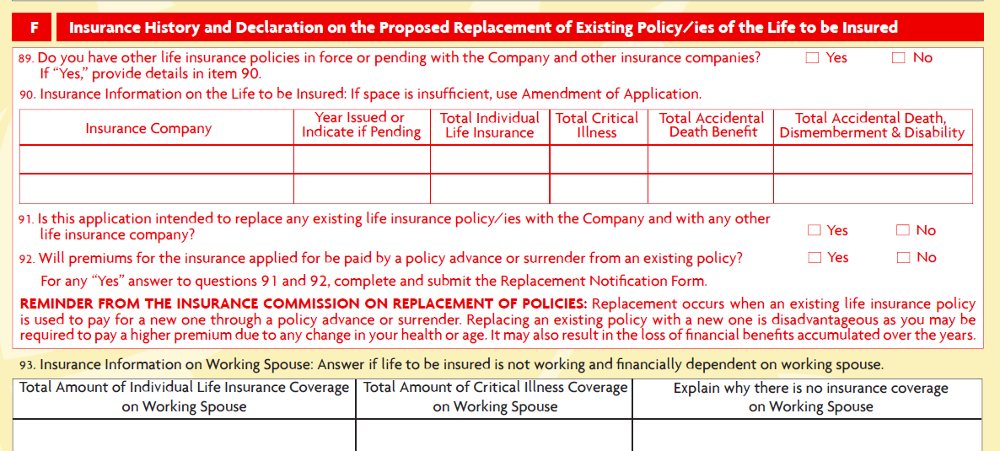 F Insurance History and Declaration on the Proposed Replacement of Existing Policy/ies of the Life to be Insured
89. Do you have other life insurance policies in force or pending with the Company and other insurance companies? Yes No
If “Yes,” provide details in item 90.
90. Insurance Information on the Life to be Insured: If space is insufficient, use Amendment of Application.
Insurance Company
Year Issued or
Indicate if Pending
Total Individual
Life Insurance
Total Critical
Illness
Total Accidental
Death Benefit
Total Accidental Death,
Dismemberment & Disability
91. Is this application intended to replace any existing life insurance policy/ies with the Company and with any other
life insurance company? Yes No
92. Will premiums for the insurance applied for be paid by a policy advance or surrender from an existing policy? Yes No
For any “Yes” answer to questions 91 and 92, complete and submit the Replacement Notification Form.
REMINDER FROM THE INSURANCE COMMISSION ON REPLACEMENT OF POLICIES: Replacement occurs when an existing life insurance policy
is used to pay for a new one through a policy advance or surrender. Replacing an existing policy with a new one is disadvantageous as you may be
required to pay a higher premium due to any change in your health or age. It may also result in the loss of financial benefits accumulated over the years.
93. Insurance Information on Working Spouse: Answer if life to be insured is not working and financially dependent on working spouse.
Total Amount of Individual Life Insurance Coverage
on Working Spouse
Total Amount of Critical Illness Coverage
on Working Spouse
Explain why there is no insurance coverage
on Working Spouse